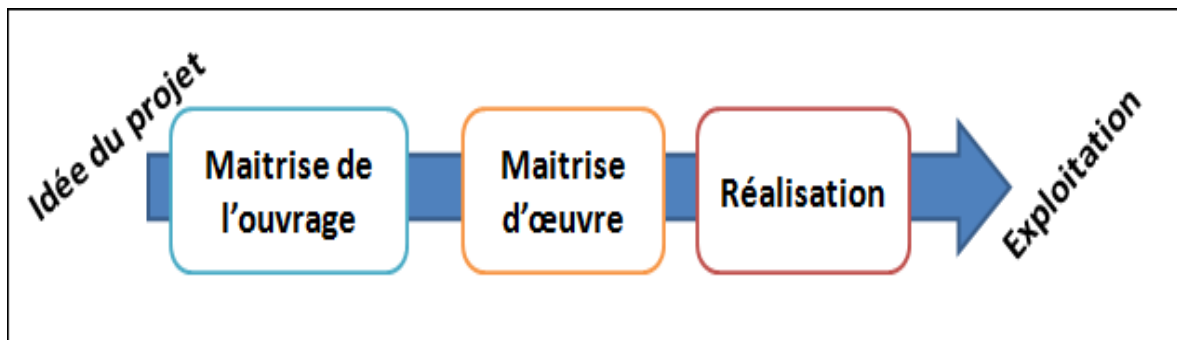 Idée du projet
Maitrise de
l'ouvrage
Maitrise
d'œuvre
Réalisation
Exploitation